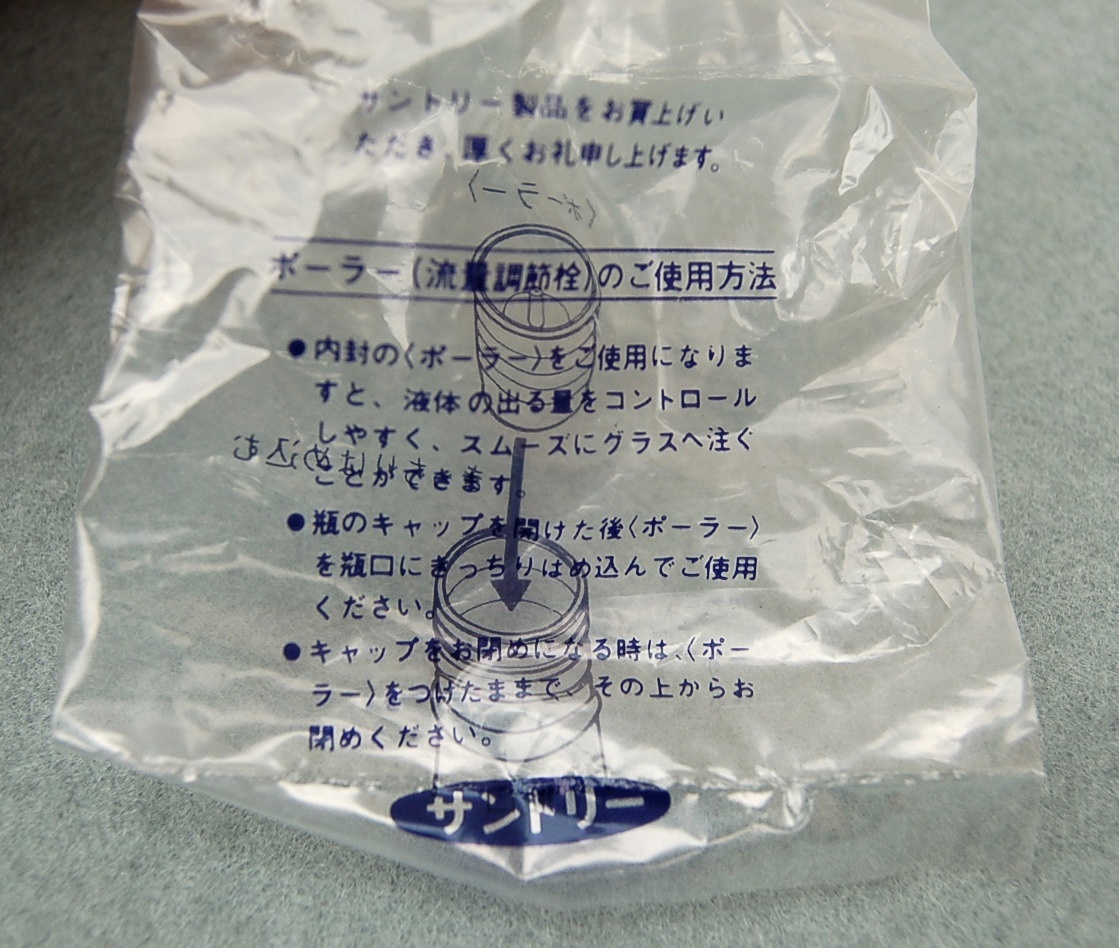 サントリー製品をお買上げい
ただき、厚くお礼申し上げます。
〈ポーラー〉
ポーラー(流量調節栓)のご使用方法
●内封の〈ポーラー〉をご使用になりま
すと、液体の出る量をコントロール
しやすく、スムーズにグラスへ注ぐ
ことができます。
はめ込む
●瓶のキャップを開けた後〈ポーラー〉
を瓶口にきっちりはめ込んでご使用
ください。
●キャップをお閉めになる時は、〈ポー
ラー〉をつけたままで、その上からお
閉めください。
サントリー